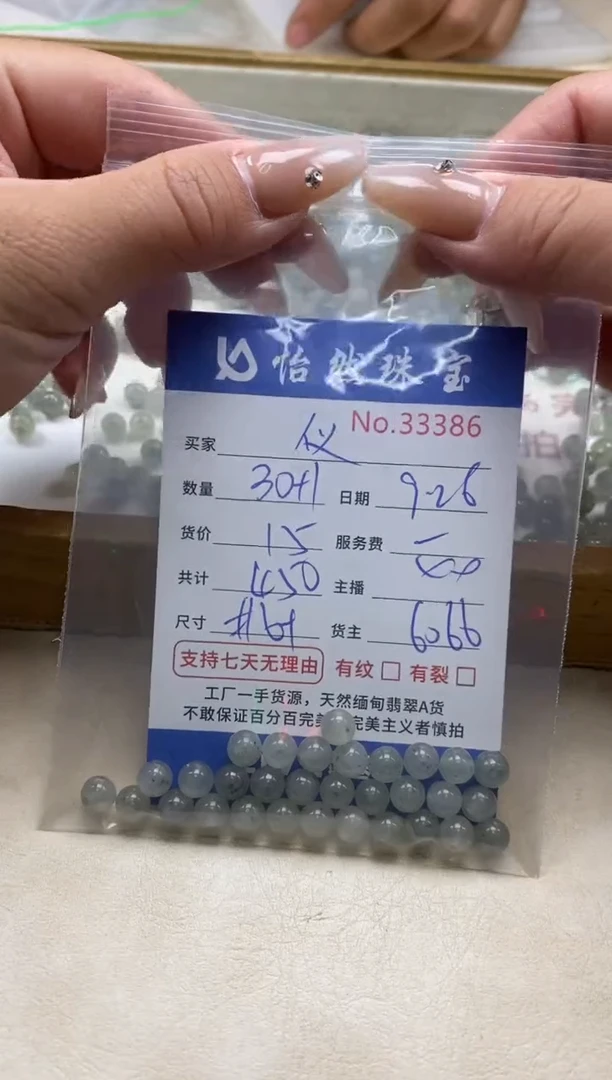 怡然珠宝
No.33386
买家 仪
数量 30+1 日期 9-26
货价 15 服务费 -
共计 450 主播
尺寸 货主 6066
支持七天无理由 有纹 有裂
工厂一手货源，天然缅甸翡翠A货
不敢保证百分百完美 完美主义者慎拍